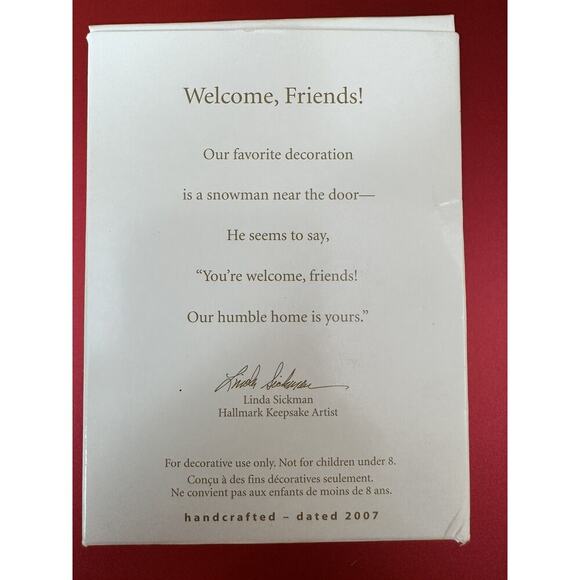 Welcome, Friends!
Our favorite decoration
is a snowman near the door—
He seems to say,
“You're welcome, friends!
Our humble home is yours.”
Linda Sickman
Linda Sickman
Hallmark Keepsake Artist
For decorative use only. Not for children under 8.
Conçu à des fins décoratives seulement.
Ne convient pas aux enfants de moins de 8 ans.
handcrafted – dated 2007